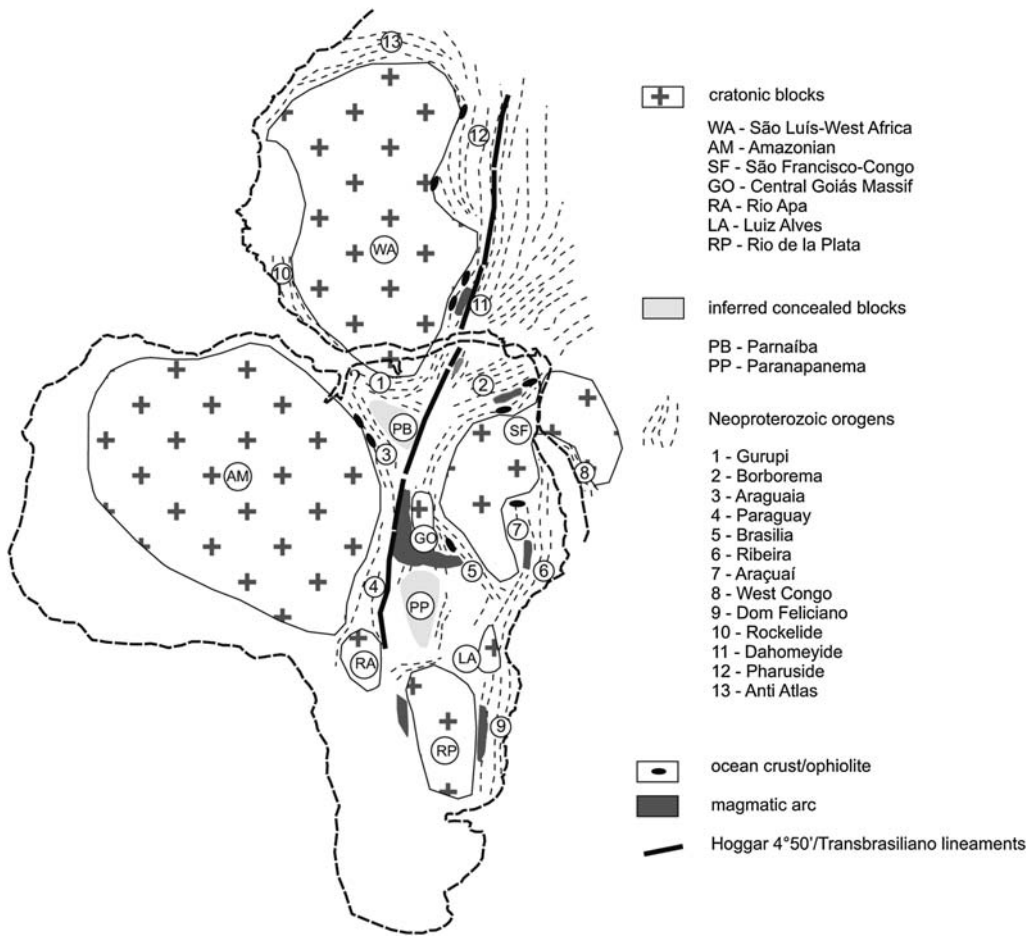 13
12
WA
10
11
1
2
PB
SF
3
AM
8
GO
7
5
6
4
PP
RA
LA
9
RP
cratonic blocks
WA - São Luís-West Africa
AM - Amazonian
SF - São Francisco-Congo
GO - Central Goiás Massif
RA - Rio Apa
LA - Luiz Alves
RP - Rio de la Plata
inferred concealed blocks
PB - Parnaíba
PP - Paranapanema
Neoproterozoic orogens
1 - Gurupi
2 - Borborema
3 - Araguaia
4 - Paraguay
5 - Brasilia
6 - Ribeira
7 - Araçuaí
8 - West Congo
9 - Dom Feliciano
10 - Rockelide
11 - Dahomeyide
12 - Pharuside
13 - Anti Atlas
ocean crust/ophiolite
magmatic arc
Hoggar 4°50'/Transbrasiliano lineaments